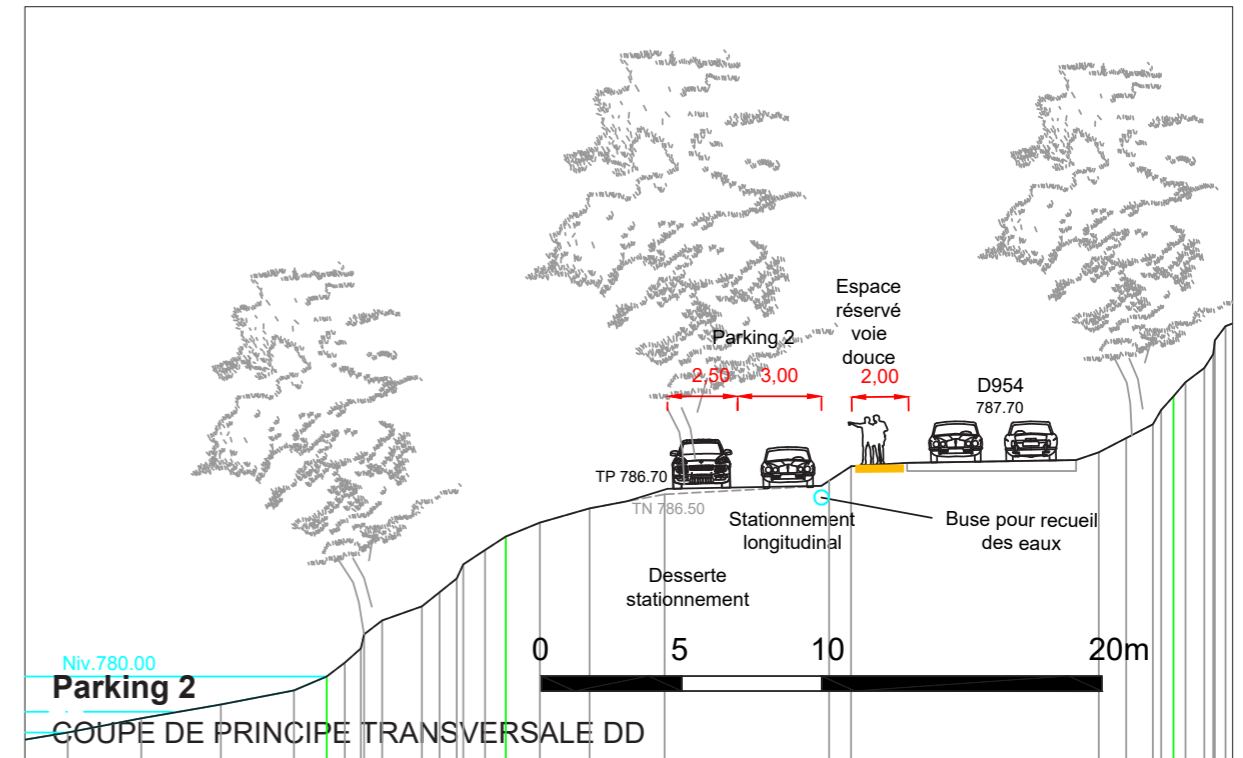 Espace
réservé
voie
douce
Parking 2
2,50
3,00
2,00
D954
787.70
TP 786.70
TN 786.50
Stationnement
longitudinal
Buse pour recueil
des eaux
Desserte
stationnement
0 5 10 20m
Niv.780.00
Parking 2
COUPE DE PRINCIPE TRANSVERSALE DD